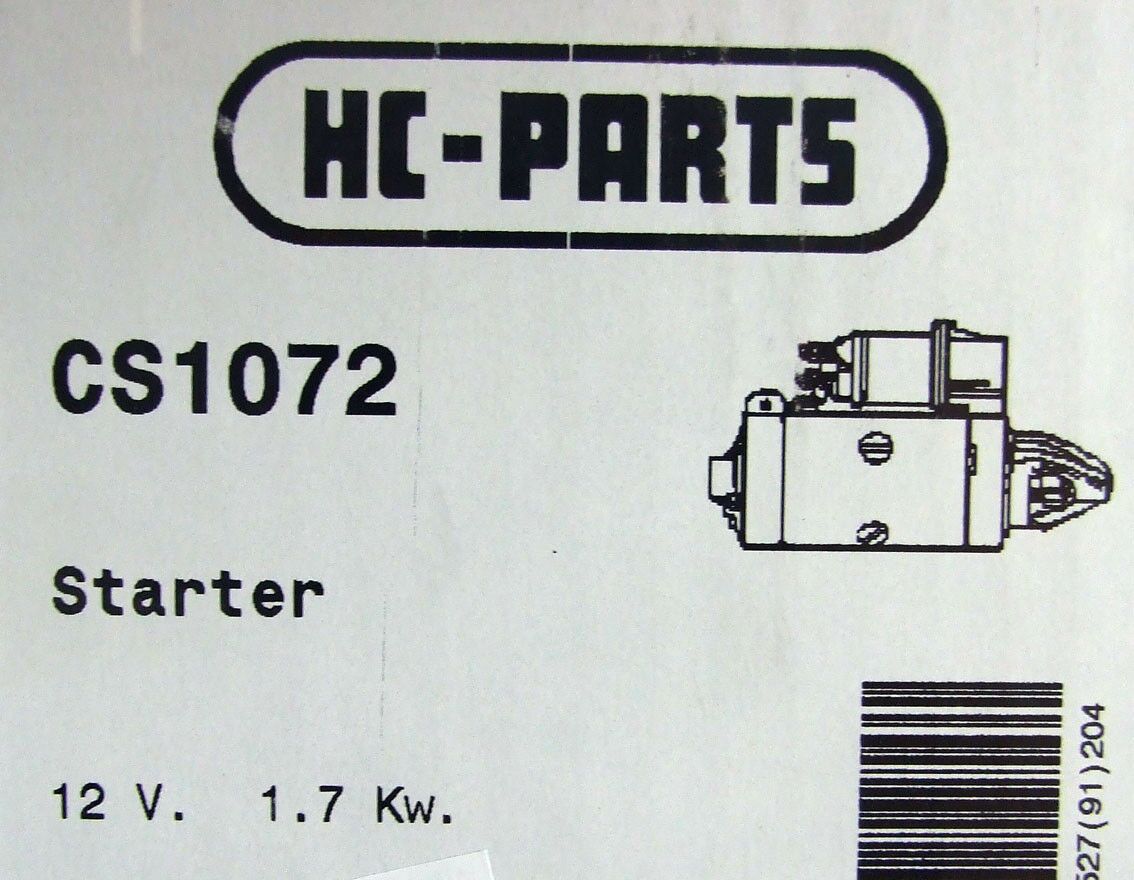 HC-PARTS
CS1072
Starter
12 V. 1.7 Kw.
527(91)204